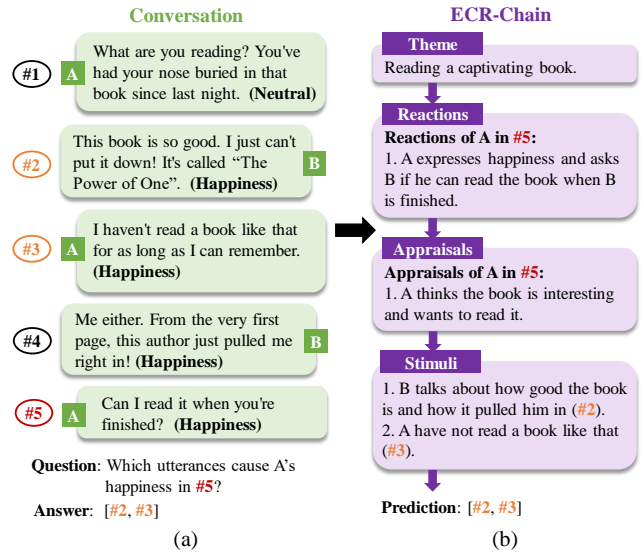 Conversation
#1
A
What are you reading? You've
had your nose buried in that
book since last night. (Neutral)
#2
This book is so good. I just can't
put it down! It's called “The
Power of One”. (Happiness)
B
#3
A
I haven't read a book like that
for as long as I can remember.
(Happiness)
#4
Me either. From the very first
page, this author just pulled me
right in! (Happiness)
B
#5
A
Can I read it when you're
finished? (Happiness)
Question: Which utterances cause A's
happiness in #5?
Answer: [#2, #3]
(a)
ECR-Chain
Theme
Reading a captivating book.
Reactions
Reactions of A in #5:
1. A expresses happiness and asks
B if he can read the book when B
is finished.
Appraisals
Appraisals of A in #5:
1. A thinks the book is interesting
and wants to read it.
Stimuli
1. B talks about how good the book
is and how it pulled him in (#2).
2. A have not read a book like that
(#3).
Prediction: [#2, #3]
(b)